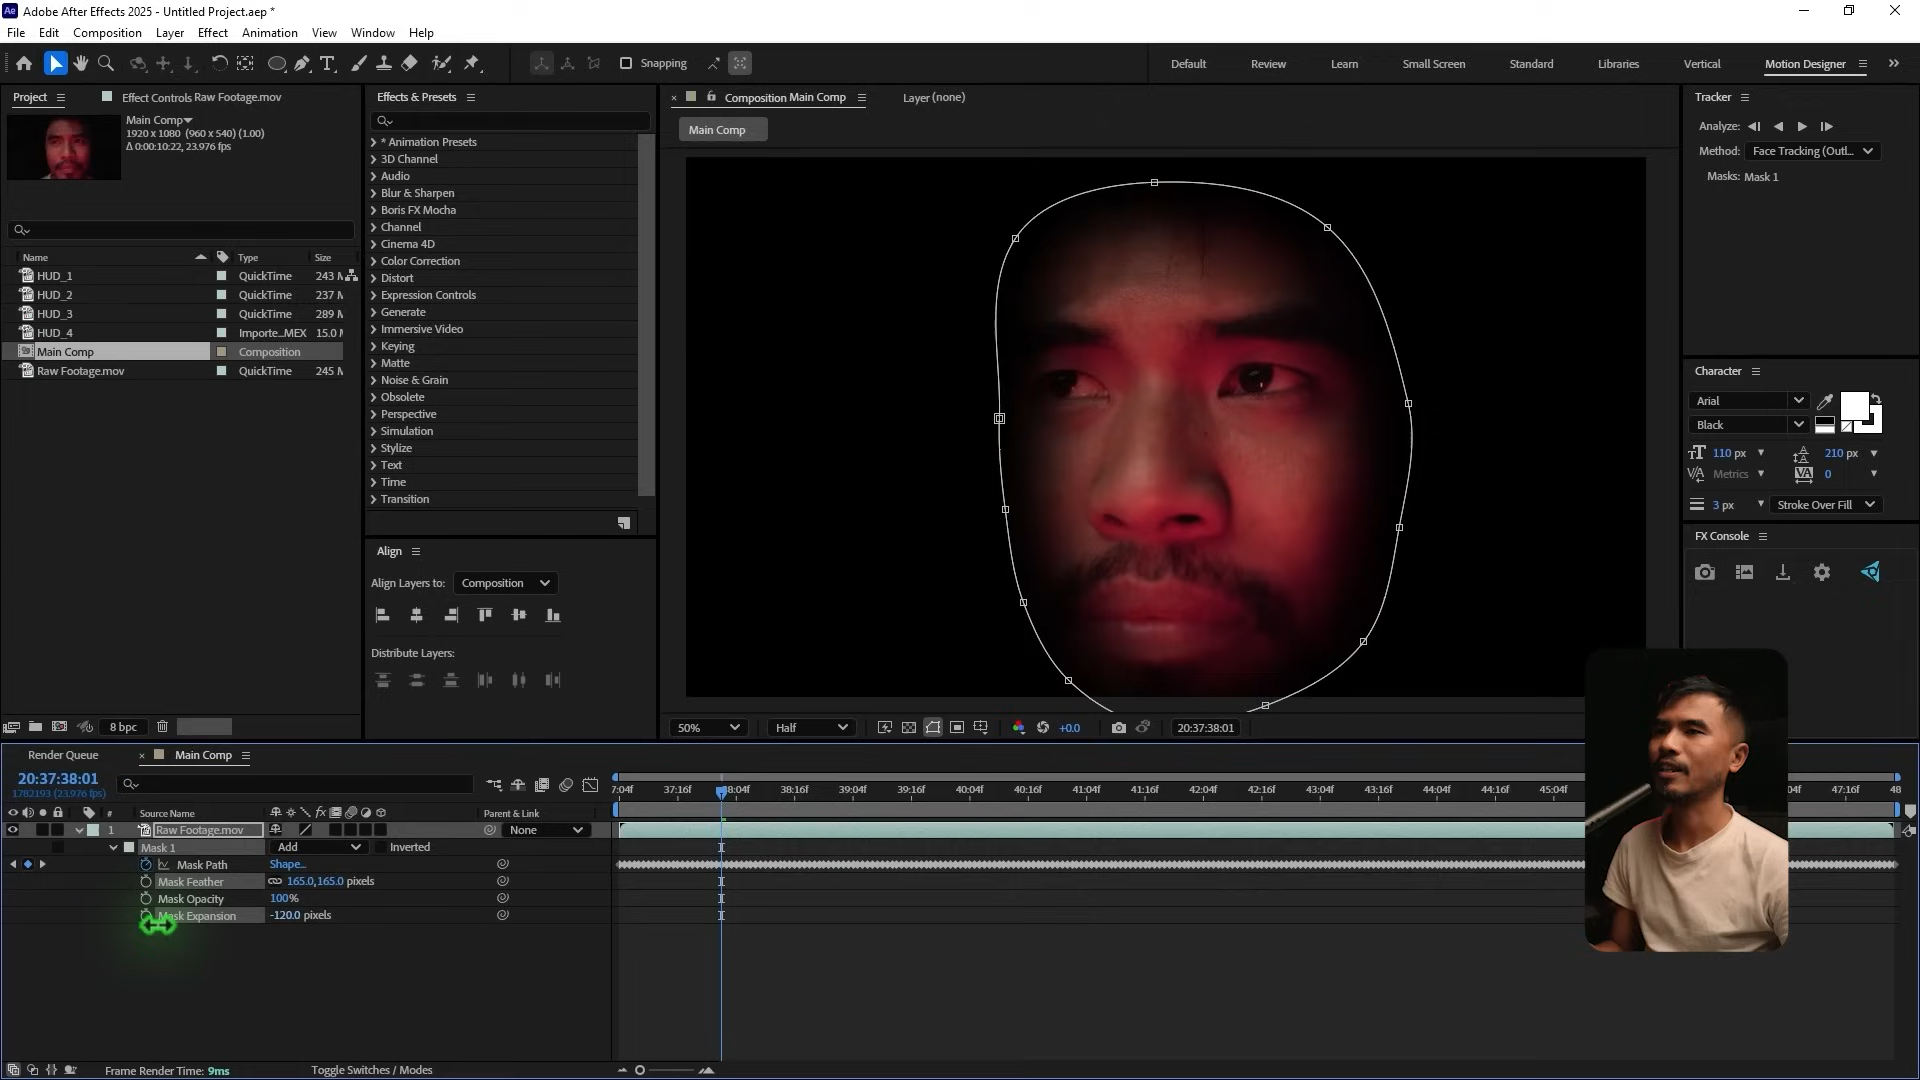 Adobe After Effects 2025 - Untitled Project.aep *
File Edit Composition Layer Effect Animation View Window Help
Snapping
Default Review Learn Small Screen Standard Libraries Vertical Motion Designer
Project Effect Controls Raw Footage.mov
Main Comp
1920 x 1080 (960 x 540) (1.00)
Δ 0:00:10:22, 23.976 fps
Name Type Size
HUD_1 QuickTime 243 M
HUD_2 QuickTime 237 M
HUD_3 QuickTime 289 M
HUD_4 Importe...MEX 15.0 M
Main Comp Composition
Raw Footage.mov QuickTime 245 M
8 bpc
Effects & Presets
* Animation Presets
3D Channel
Audio
Blur & Sharpen
Boris FX Mocha
Channel
Cinema 4D
Color Correction
Distort
Expression Controls
Generate
Immersive Video
Keying
Matte
Noise & Grain
Obsolete
Perspective
Simulation
Stylize
Text
Time
Transition
Align
Align Layers to: Composition
Distribute Layers:
Composition Main Comp Layer (none)
Main Comp
50% Half +0.0 20:37:38:01
Tracker
Analyze:
Method: Face Tracking (Outl...
Masks: Mask 1
Character
Arial
Black
110 px 210 px
Metrics 0
3 px Stroke Over Fill
FX Console
Render Queue Main Comp
20:37:38:01
1782193 (23.976 fps)
# Source Name Parent & Link
1 Raw Footage.mov None
Mask 1 Add Inverted
Mask Path Shape...
Mask Feather 165.0,165.0 pixels
Mask Opacity 100%
Mask Expansion -120.0 pixels
7:04f 37:16f 38:04f 38:16f 39:04f 39:16f 40:04f 40:16f 41:04f 41:16f 42:04f 42:16f 43:04f 43:16f 44:04f 44:16f 45:04f 04f 47:16f 48
Frame Render Time: 9ms Toggle Switches / Modes